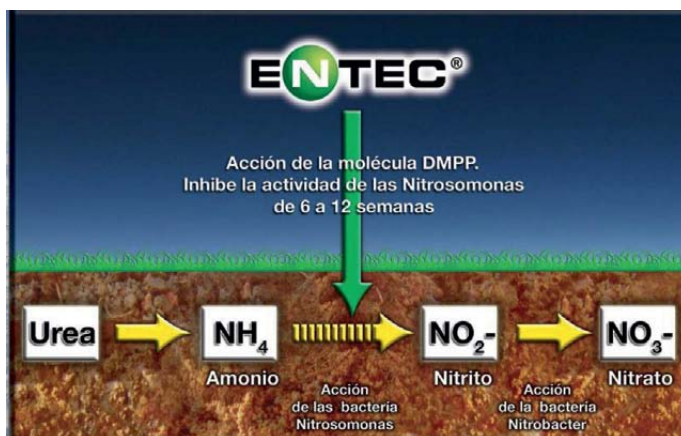 ENTEC®
Acción de la molécula DMPP.
Inhibe la actividad de las Nitrosomonas
de 6 a 12 semanas
Urea
NH4
NO2-
NO3-
Amonio
Nitrito
Nitrato
Acción
de las bacteria
Nitrosomonas
Acción
de la bacteria
Nitrobacter